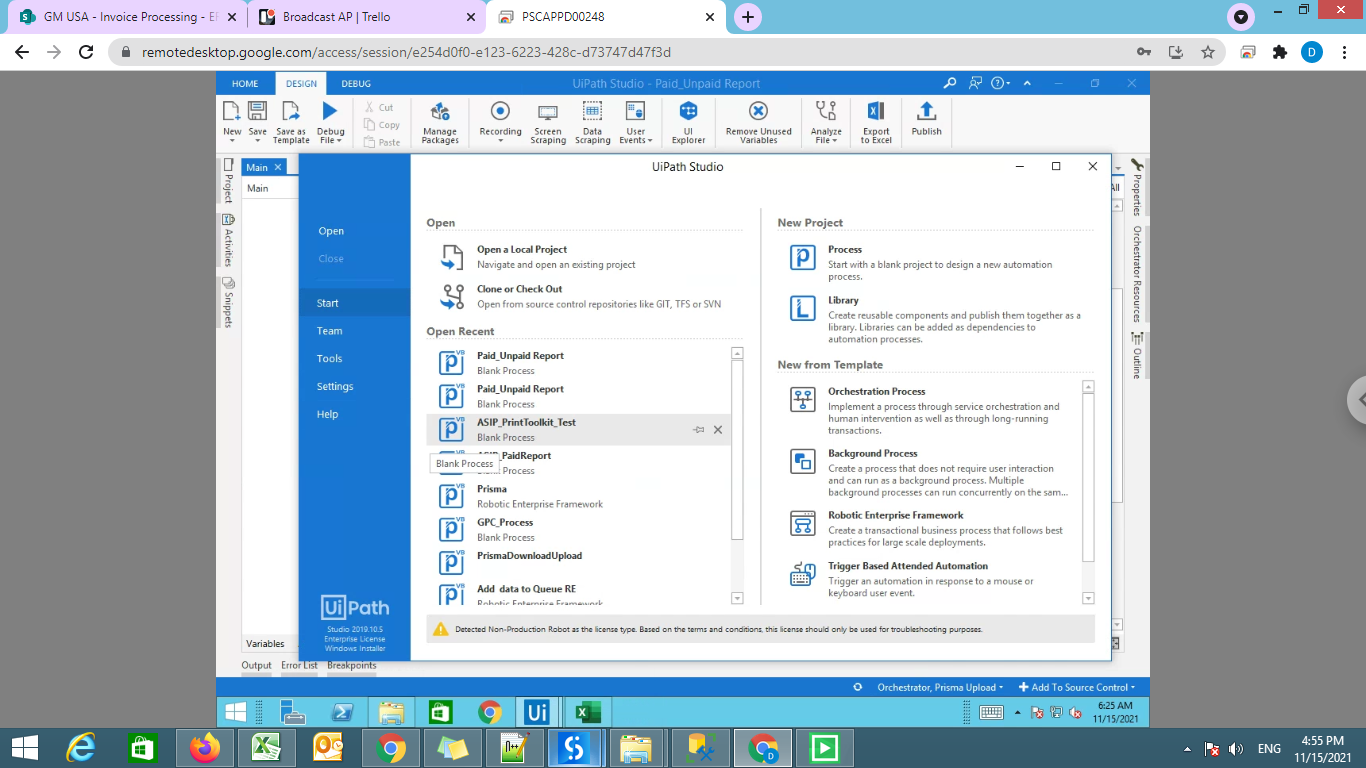 GM USA - Invoice Processing - EF
Broadcast AP | Trello
PSCAPPD00248
remotedesktop.google.com/access/session/e254d0f0-e123-6223-428c-d73747d47f3d
D
HOME
DESIGN
DEBUG
UiPath Studio - Paid_Unpaid Report
New
Save
Save as
Template
Debug
File
Cut
Copy
Paste
Manage
Packages
Recording
Screen
Scraping
Data
Scraping
User
Events
UI
Explorer
Remove Unused
Variables
Analyze
File
Export
to Excel
Publish
Project
Activities
Snippets
Main
Main
All
Properties
Orchestrator Resources
Outline
UiPath Studio
Open
Close
Start
Team
Tools
Settings
Help
UiPath
Studio 2019.10.5
Enterprise License
Windows Installer
Open
Open a Local Project
Navigate and open an existing project
Clone or Check Out
Open from source control repositories like GIT, TFS or SVN
Open Recent
VB
Paid_Unpaid Report
Blank Process
VB
Paid_Unpaid Report
Blank Process
VB
ASIP_PrintToolkit_Test
Blank Process
Blank Process
PaidReport
VB
Prisma
Robotic Enterprise Framework
VB
GPC_Process
Blank Process
VB
PrismaDownloadUpload
VB
Add data to Queue RE
Robotic Enterprise Framework
New Project
Process
Start with a blank project to design a new automation
process.
Library
Create reusable components and publish them together as a
library. Libraries can be added as dependencies to
automation processes.
New from Template
Orchestration Process
Implement a process through service orchestration and
human intervention as well as through long-running
transactions.
Background Process
Create a process that does not require user interaction
and can run as a background process. Multiple
background processes can run concurrently on the sam...
Robotic Enterprise Framework
Create a transactional business process that follows best
practices for large scale deployments.
Trigger Based Attended Automation
Trigger an automation in response to a mouse or
keyboard user event.
Detected Non-Production Robot as the license type. Based on the terms and conditions, this license should only be used for troubleshooting purposes.
Variables
Output
Error List
Breakpoints
Orchestrator, Prisma Upload
Add To Source Control
Ui
6:25 AM
11/15/2021
ENG
4:55 PM
11/15/2021